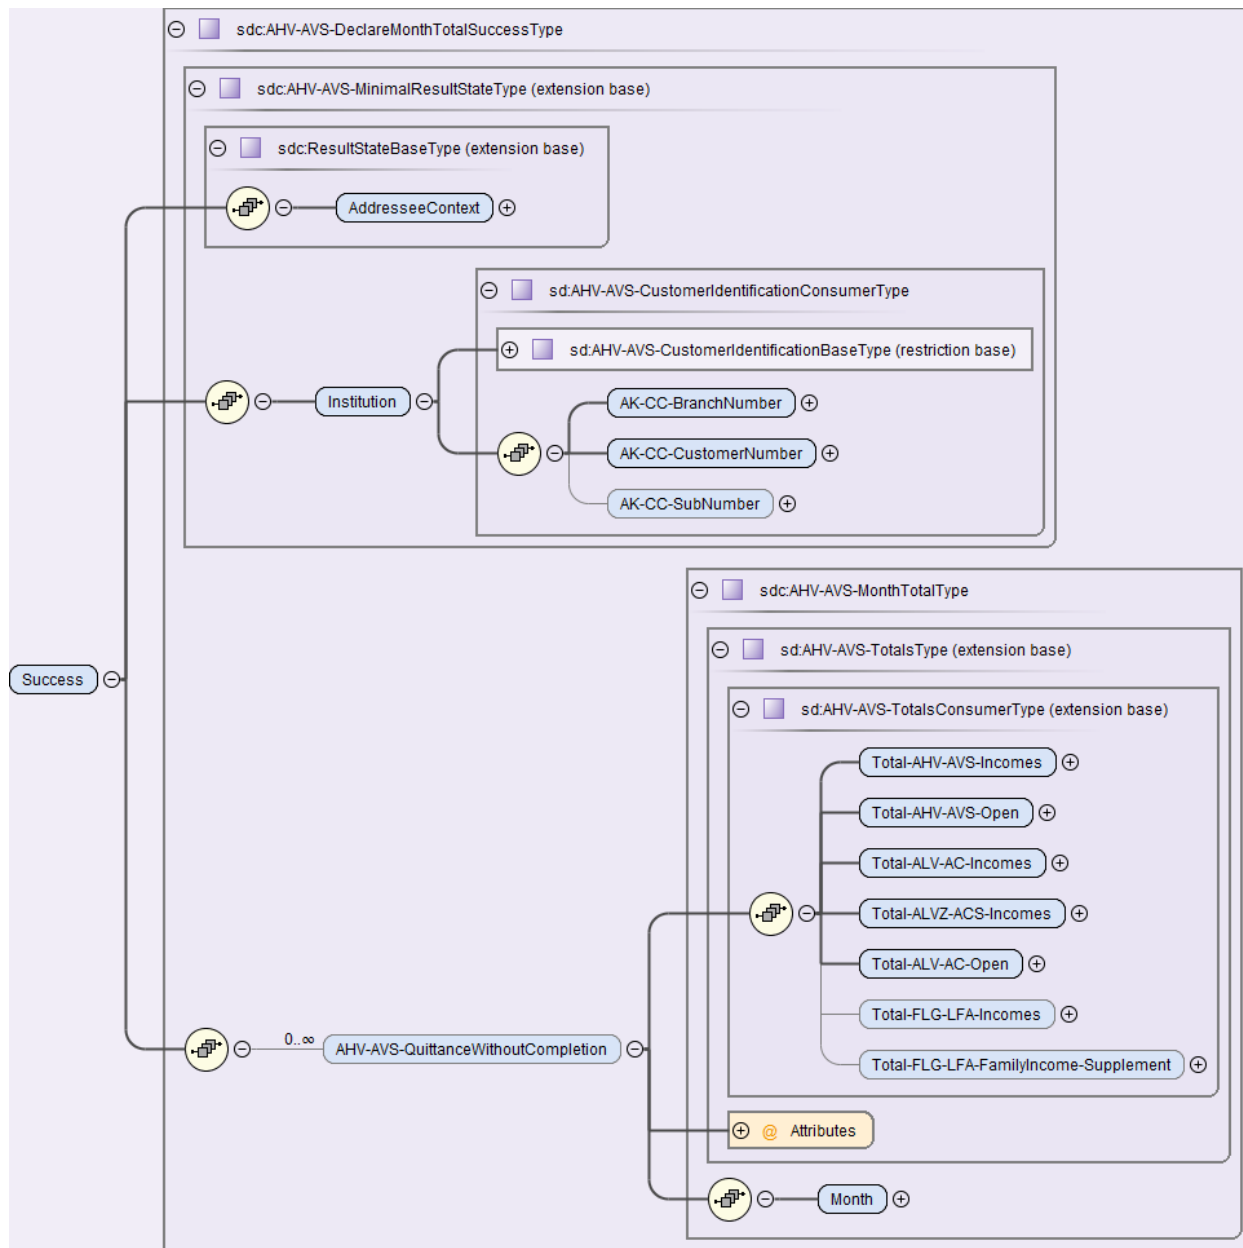 sdc:AHV-AVS-DeclareMonthTotalSuccessType
sdc:AHV-AVS-MinimalResultStateType (extension base)
sdc:ResultStateBaseType (extension base)
AddresseeContext
sd:AHV-AVS-CustomerIdentificationConsumerType
sd:AHV-AVS-CustomerIdentificationBaseType (restriction base)
Institution
AK-CC-BranchNumber
AK-CC-CustomerNumber
AK-CC-SubNumber
sdc:AHV-AVS-MonthTotalType
sd:AHV-AVS-TotalsType (extension base)
Success
sd:AHV-AVS-TotalsConsumerType (extension base)
Total-AHV-AVS-Incomes
Total-AHV-AVS-Open
Total-ALV-AC-Incomes
Total-ALVZ-ACS-Incomes
Total-ALV-AC-Open
Total-FLG-LFA-Incomes
0..∞
AHV-AVS-QuittanceWithoutCompletion
Total-FLG-LFA-FamilyIncome-Supplement
@ Attributes
Month